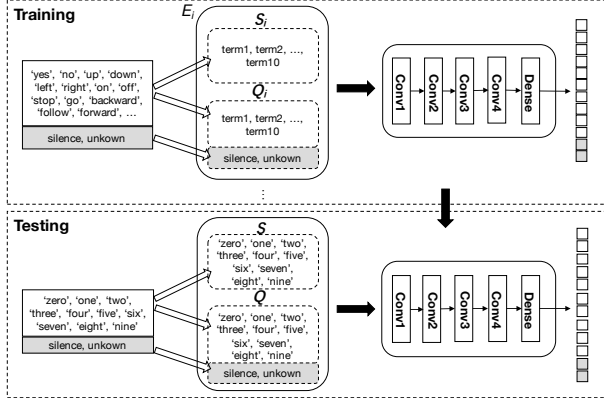 Training
E_i
S_i
term1, term2, ...,
term10
Q_i
term1, term2, ...,
term10
silence, unkown
'yes', 'no', 'up', 'down',
'left', 'right', 'on', 'off',
'stop', 'go', 'backward',
'follow', 'forward', ...
silence, unkown
Conv1
Conv2
Conv3
Conv4
Dense
⋮
Testing
S
'zero', 'one', 'two',
'three', 'four', 'five',
'six', 'seven',
'eight', 'nine'
Q
'zero', 'one', 'two',
'three', 'four', 'five',
'six', 'seven',
'eight', 'nine'
silence, unkown
'zero', 'one', 'two',
'three', 'four', 'five', 'six',
'seven', 'eight', 'nine'
silence, unkown
Conv1
Conv2
Conv3
Conv4
Dense